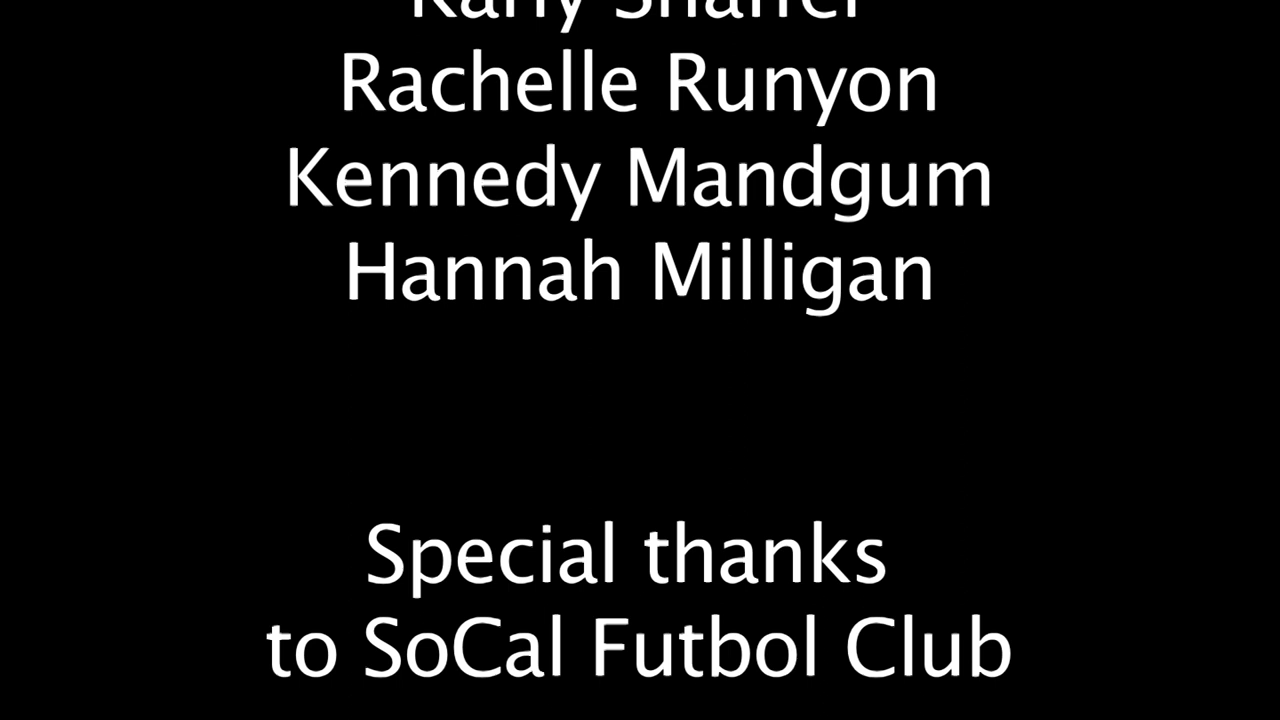 Rachelle Runyon
Kennedy Mandgum
Hannah Milligan
Special thanks
to SoCal Futbol Club